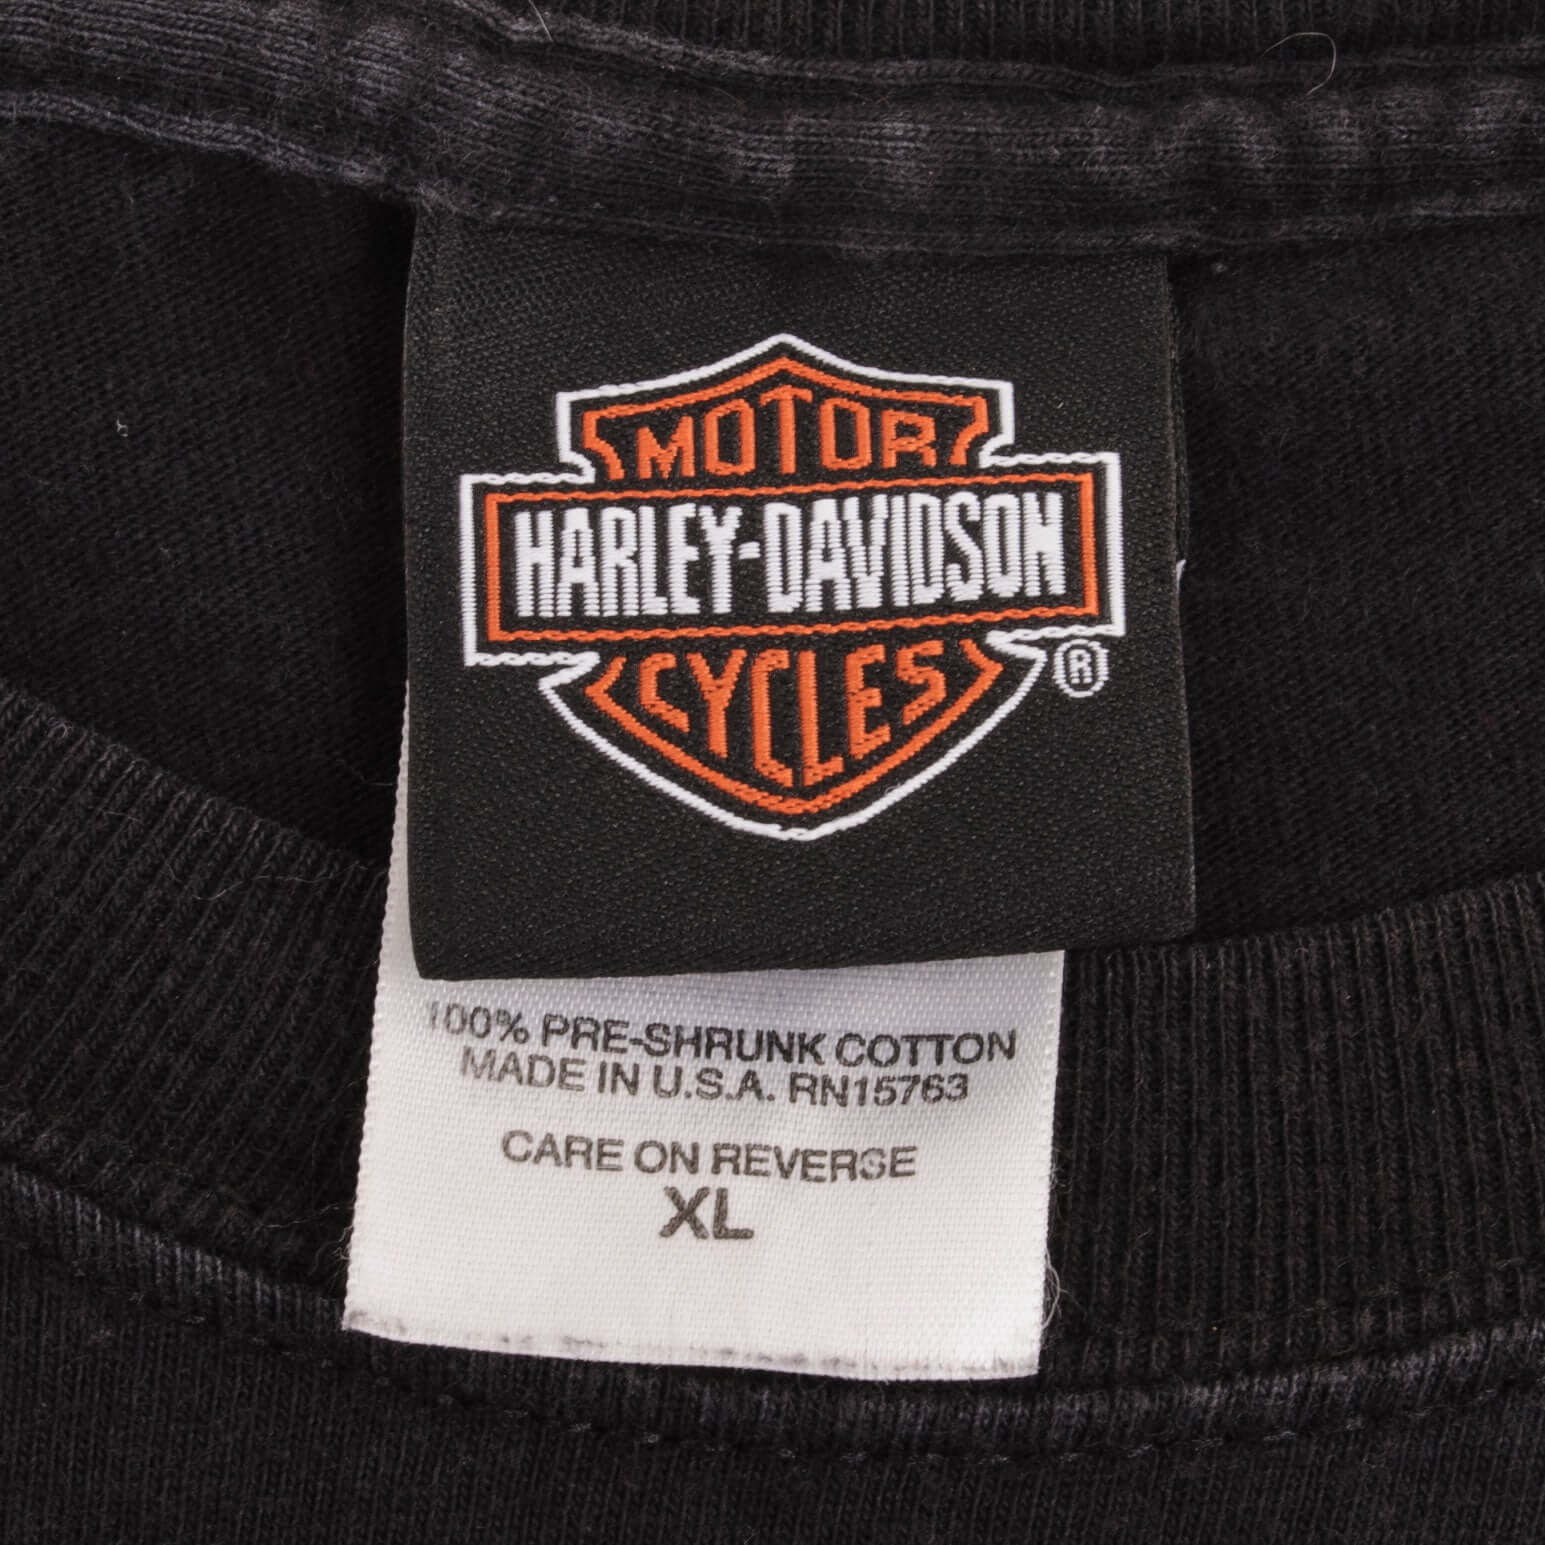 MOTOR
HARLEY-DAVIDSON
CYCLES ®
100% PRE-SHRUNK COTTON
MADE IN U.S.A. RN15763
CARE ON REVERSE
XL